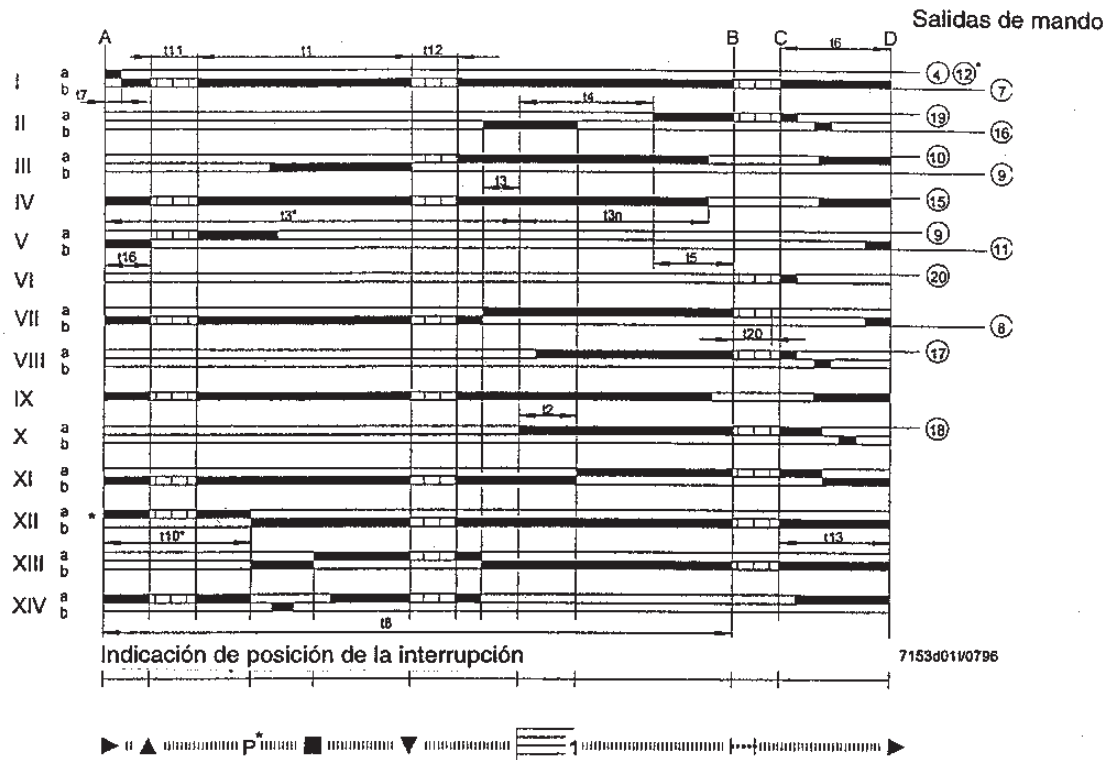 Salidas de mando
A B C D
t11 t1 t12 t6
I a b 4 12* 7
t7
t4
II a b 19 16
III a b 10 9
t3
IV 15
t3* t3n
V a b 9 11
t16 t5
VI 20
VII a b 8
t20
VIII a b 17
IX
t2
X a b 18
XI a b
XII a b *
t10* t13
XIII a b
XIV a b
t8
Indicación de posición de la interrupción
7153d01I/0796
P* 1